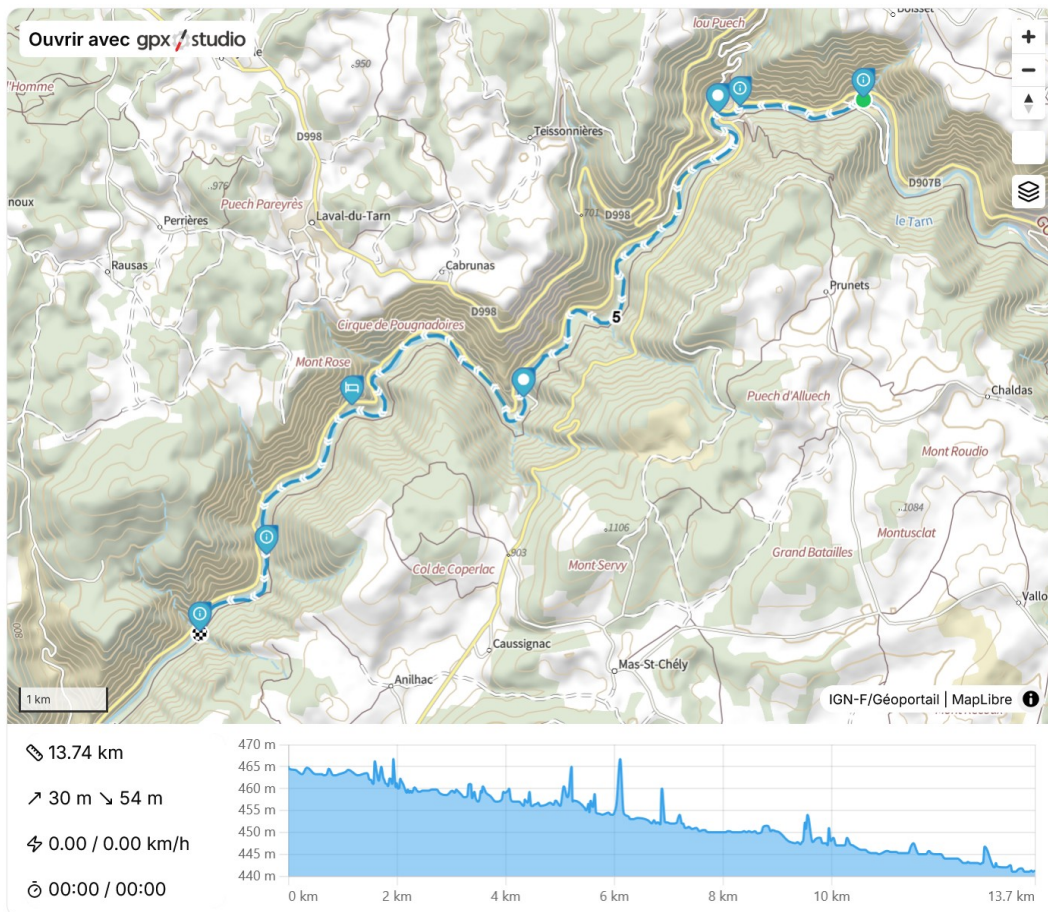 Ouvrir avec gpx studio
lou Puech
l'Homme
950
Teissonnières
D998
D907B
noux
976
Puech Pareyrès
Perrières
Laval-du-Tarn
701
D998
le Tarn
Rausas
Cabrunas
Prunets
D998
5
Cirque de Pougnadoires
Mont Rose
Puech d'Alluech
Chaldas
Mont Roudio
1084
Montusclat
1106
Grand Batailles
903
Col de Coperlac
Mont Servy
Vallo
808
Caussignac
Mas-St-Chély
Anilhac
1 km
IGN-F/Géoportail | MapLibre
13.74 km
↗ 30 m ↘ 54 m
0.00 / 0.00 km/h
00:00 / 00:00
470 m
465 m
460 m
455 m
450 m
445 m
440 m
0 km 2 km 4 km 6 km 8 km 10 km 13.7 km